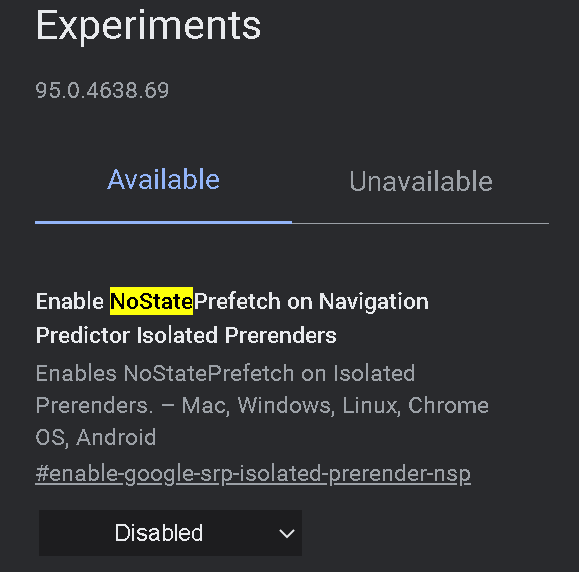 Experiments
95.0.4638.69
Available
Unavailable
Enable NoStatePrefetch on Navigation
Predictor Isolated Prerenders
Enables NoStatePrefetch on Isolated
Prerenders. – Mac, Windows, Linux, Chrome
OS, Android
#enable-google-srp-isolated-prerender-nsp
Disabled